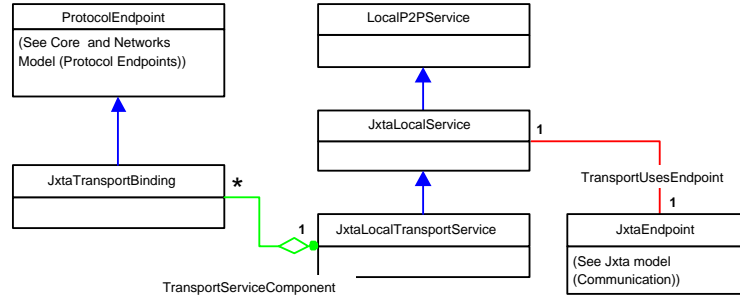 ProtocolEndpoint
(See Core and Networks
Model (Protocol Endpoints))
LocalP2PService
JxtaLocalService
1
TransportUsesEndpoint
1
JxtaTransportBinding
*
1
JxtaLocalTransportService
JxtaEndpoint
(See Jxta model
(Communication))
TransportServiceComponent